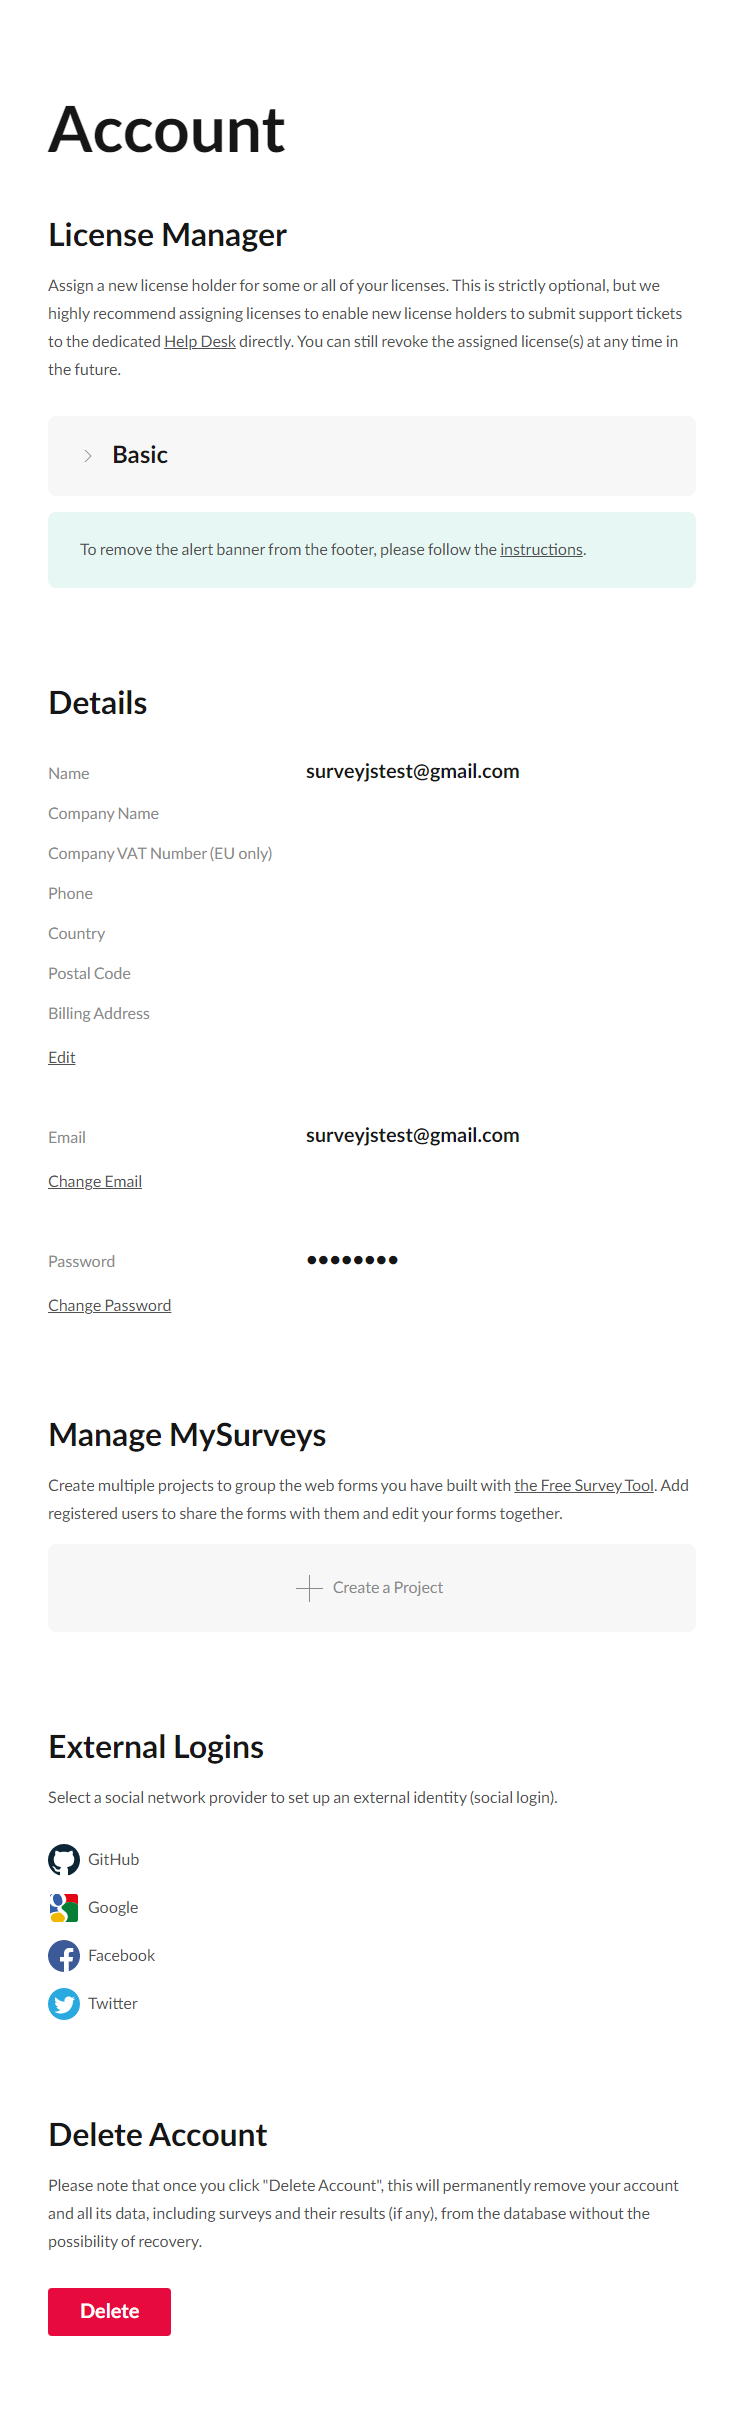 Account
License Manager
Assign a new license holder for some or all of your licenses. This is strictly optional, but we
highly recommend assigning licenses to enable new license holders to submit support tickets
to the dedicated Help Desk directly. You can still revoke the assigned license(s) at any time in
the future.
Basic
To remove the alert banner from the footer, please follow the instructions.
Details
Name surveyjstest@gmail.com
Company Name
Company VAT Number (EU only)
Phone
Country
Postal Code
Billing Address
Edit
Email surveyjstest@gmail.com
Change Email
Password ••••••••
Change Password
Manage MySurveys
Create multiple projects to group the web forms you have built with the Free Survey Tool. Add
registered users to share the forms with them and edit your forms together.
Create a Project
External Logins
Select a social network provider to set up an external identity (social login).
GitHub
Google
Facebook
Twitter
Delete Account
Please note that once you click "Delete Account", this will permanently remove your account
and all its data, including surveys and their results (if any), from the database without the
possibility of recovery.
Delete